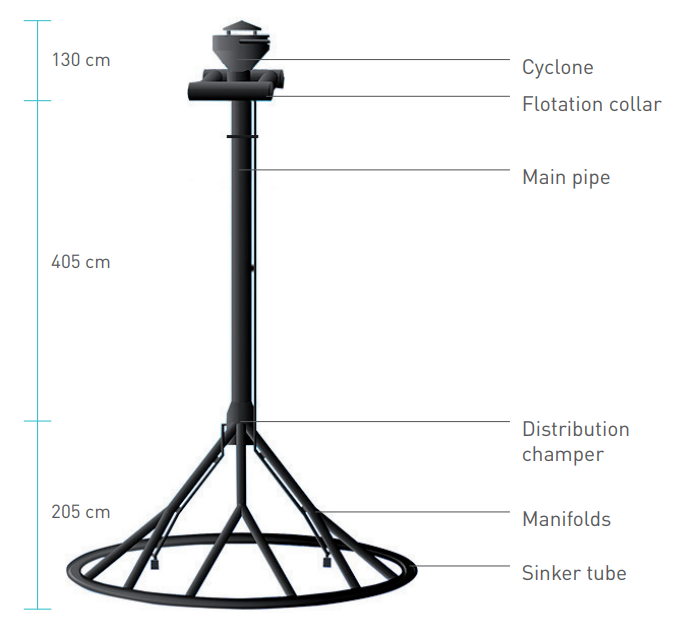 130 cm
Cyclone
Flotation collar
Main pipe
405 cm
Distribution
champer
205 cm
Manifolds
Sinker tube